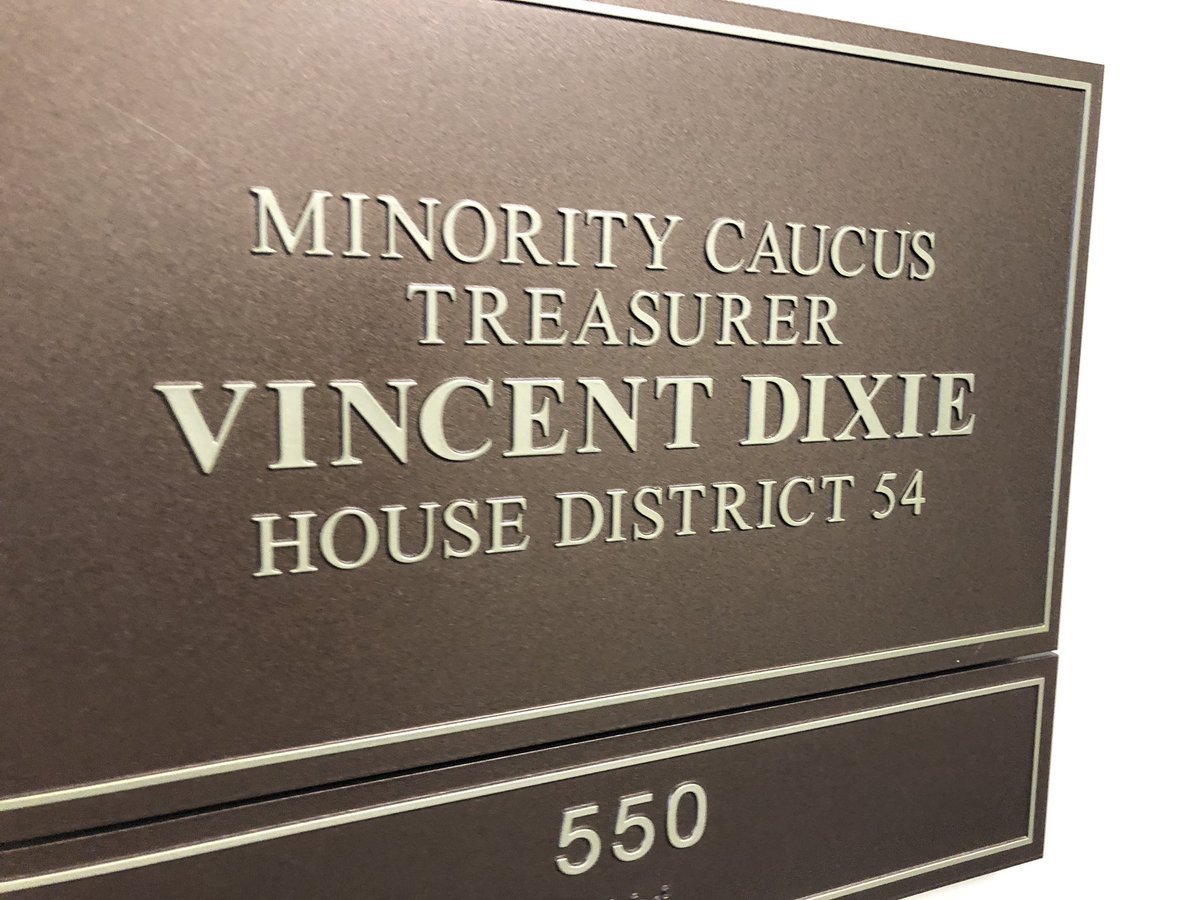 MINORITY CAUCUS
TREASURER
VINCENT DIXIE
HOUSE DISTRICT 54
550